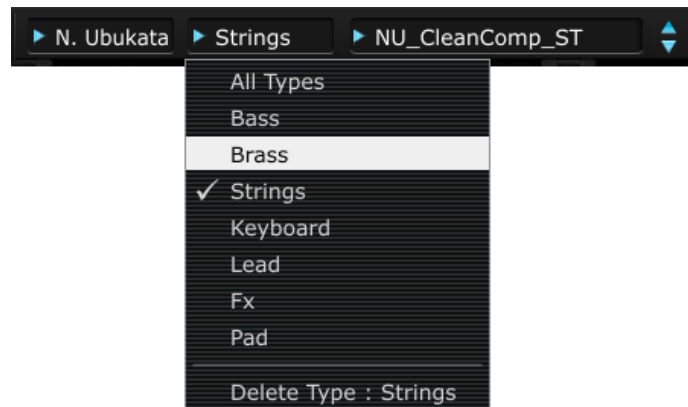 N. Ubukata Strings NU_CleanComp_ST
All Types
Bass
Brass
Strings
Keyboard
Lead
Fx
Pad
Delete Type : Strings